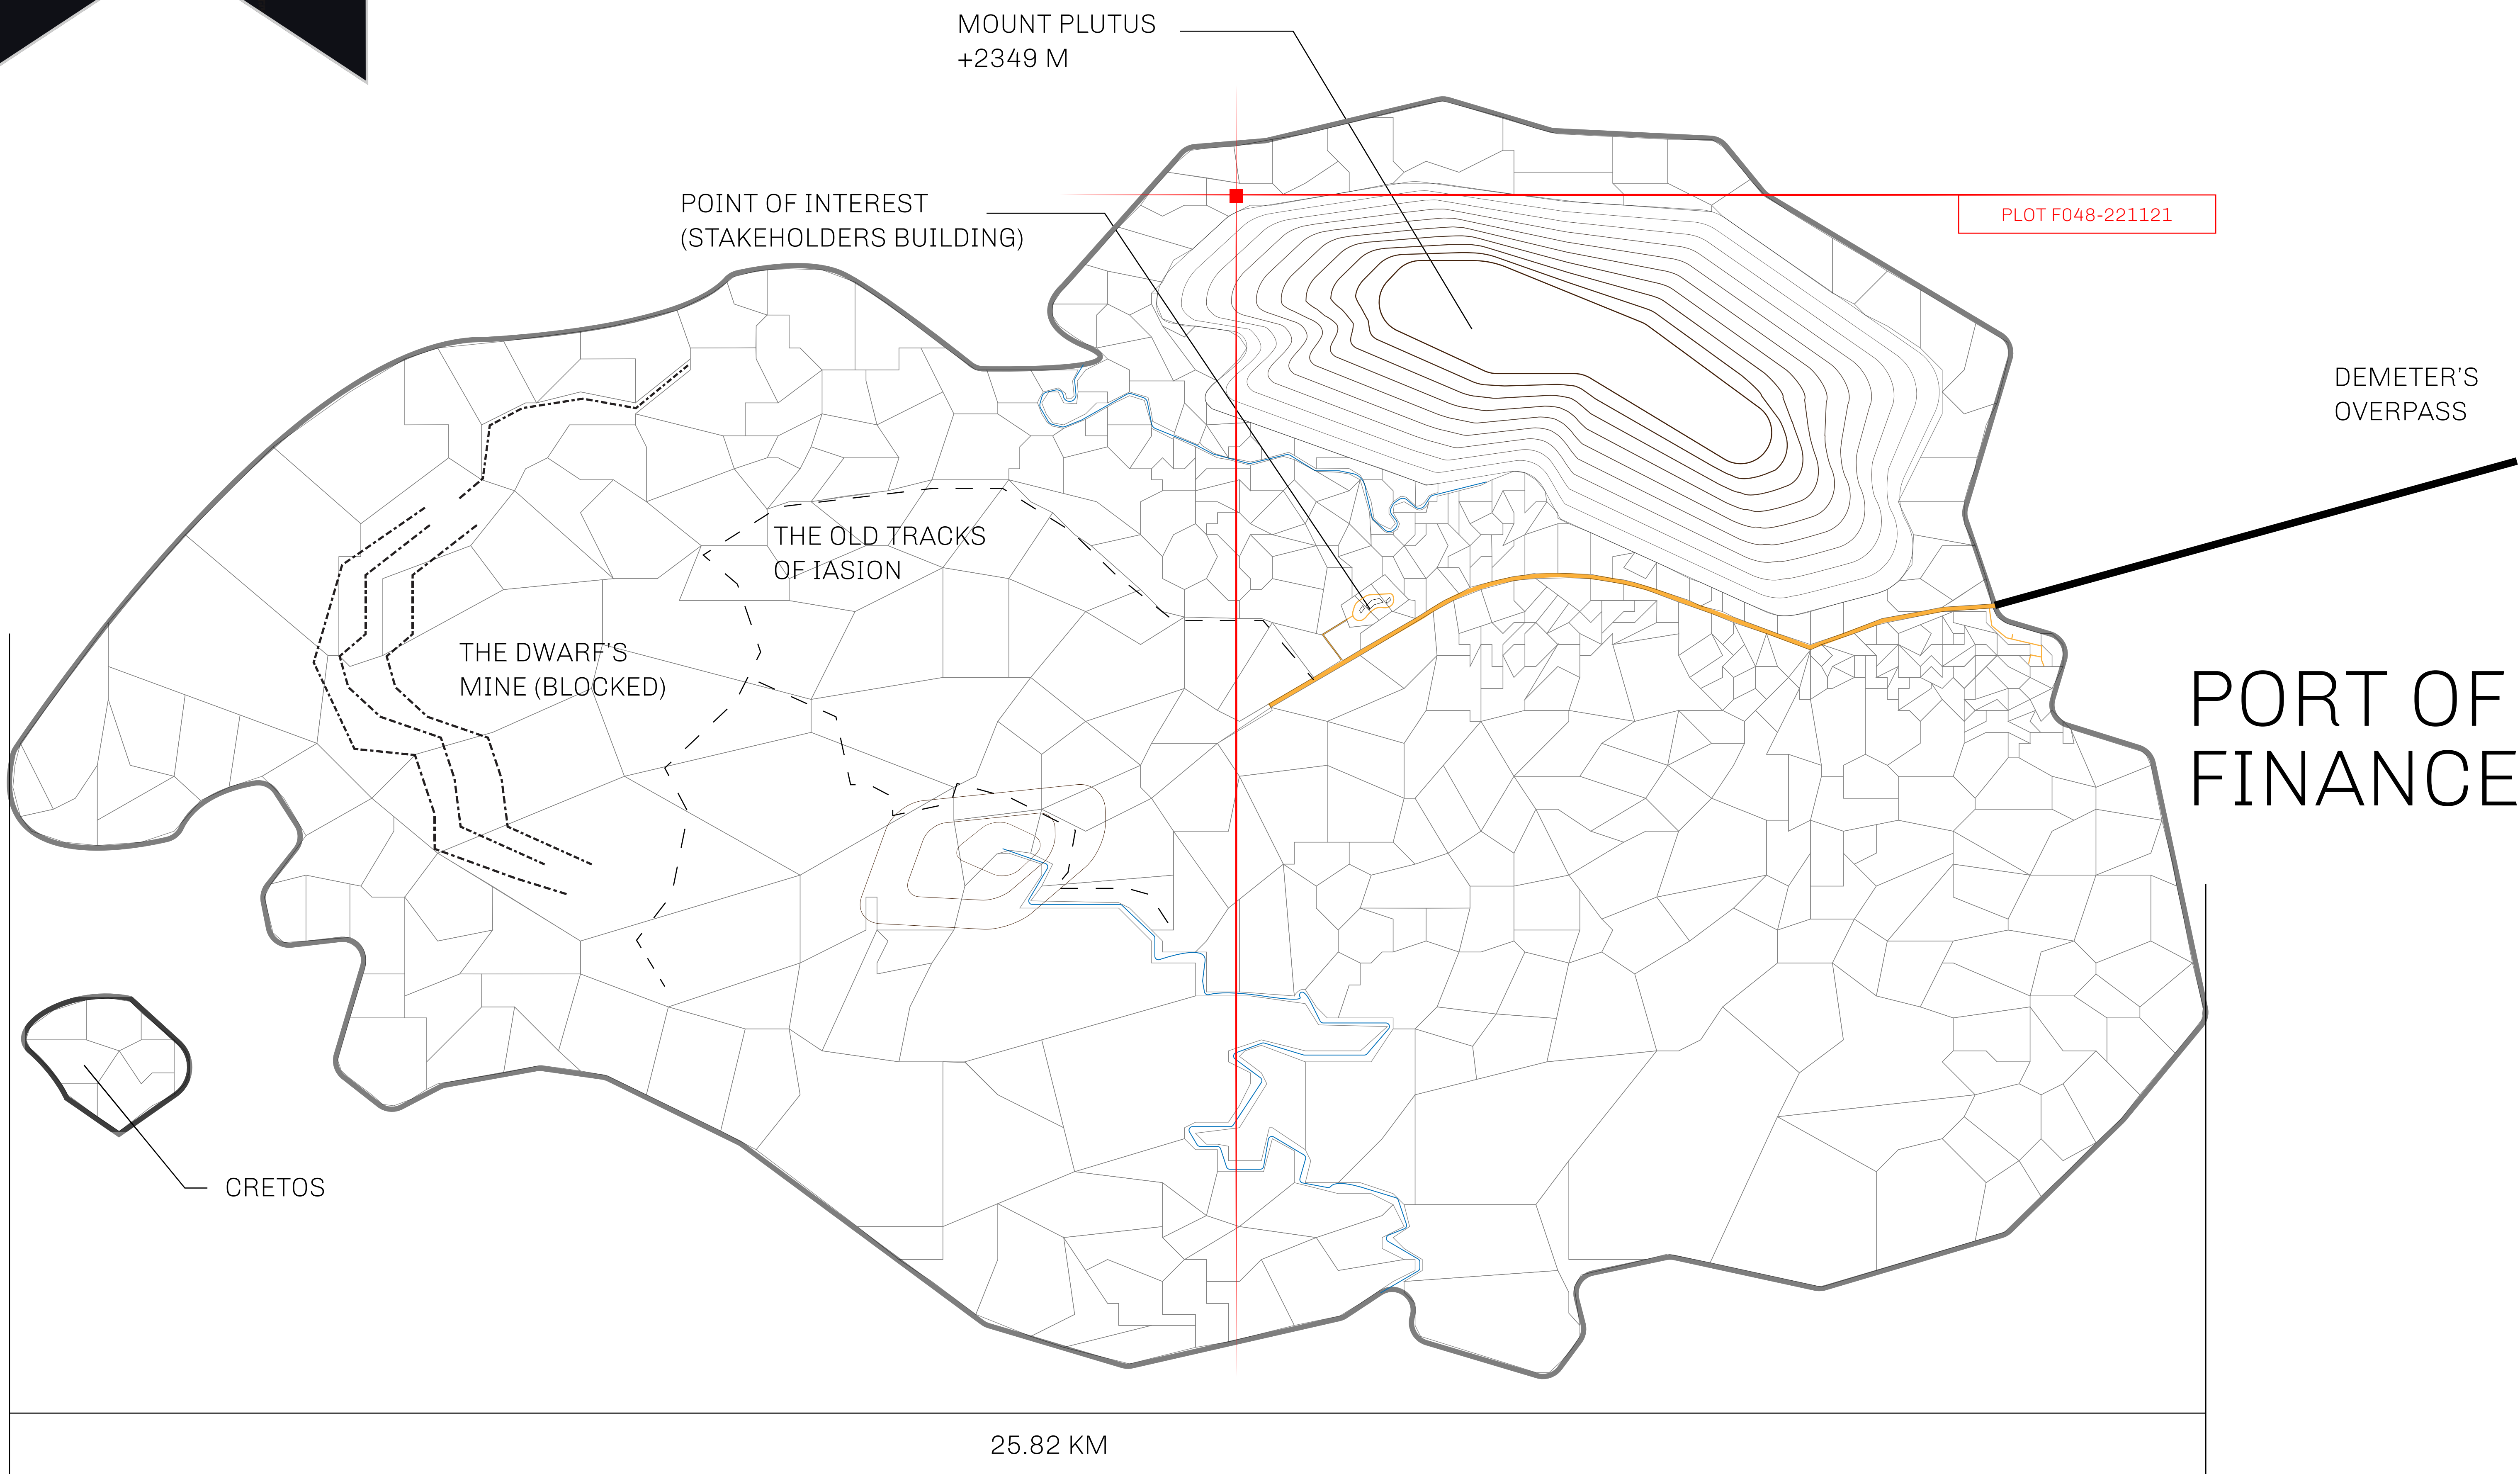 MOUNT PLUTUS
+2349 M
POINT OF INTEREST
(STAKEHOLDERS BUILDING)
PLOT F048-221121
DEMETER'S
OVERPASS
THE OLD TRACKS
OF IASION
THE DWARF'S
MINE (BLOCKED)
PORT OF
FINANCE
CRETOS
25.82 KM